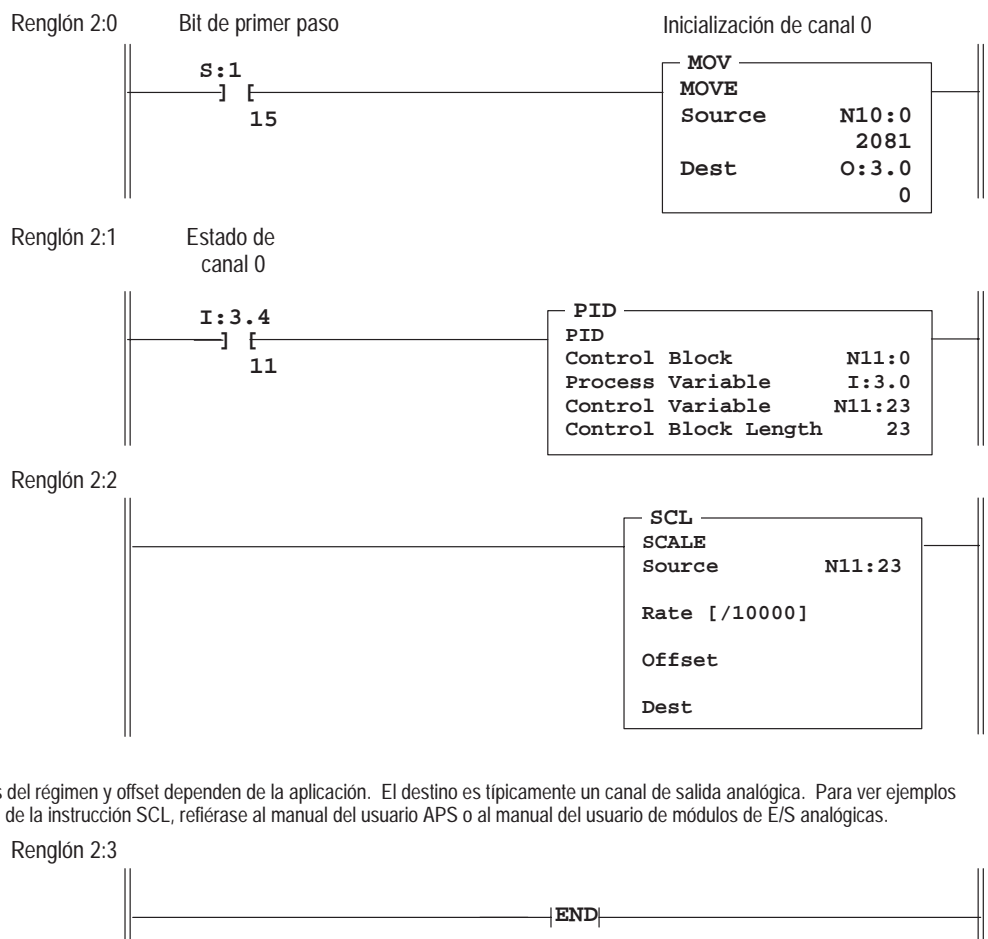 Renglón 2:0 Bit de primer paso Inicialización de canal 0
S:1
] [
15
MOV
MOVE
Source N10:0
2081
Dest O:3.0
0
Renglón 2:1 Estado de
canal 0
I:3.4
] [
11
PID
PID
Control Block N11:0
Process Variable I:3.0
Control Variable N11:23
Control Block Length 23
Renglón 2:2
SCL
SCALE
Source N11:23
Rate [/10000]
Offset
Dest
s del régimen y offset dependen de la aplicación. El destino es típicamente un canal de salida analógica. Para ver ejemplos
de la instrucción SCL, refiérase al manual del usuario APS o al manual del usuario de módulos de E/S analógicas.
Renglón 2:3
END